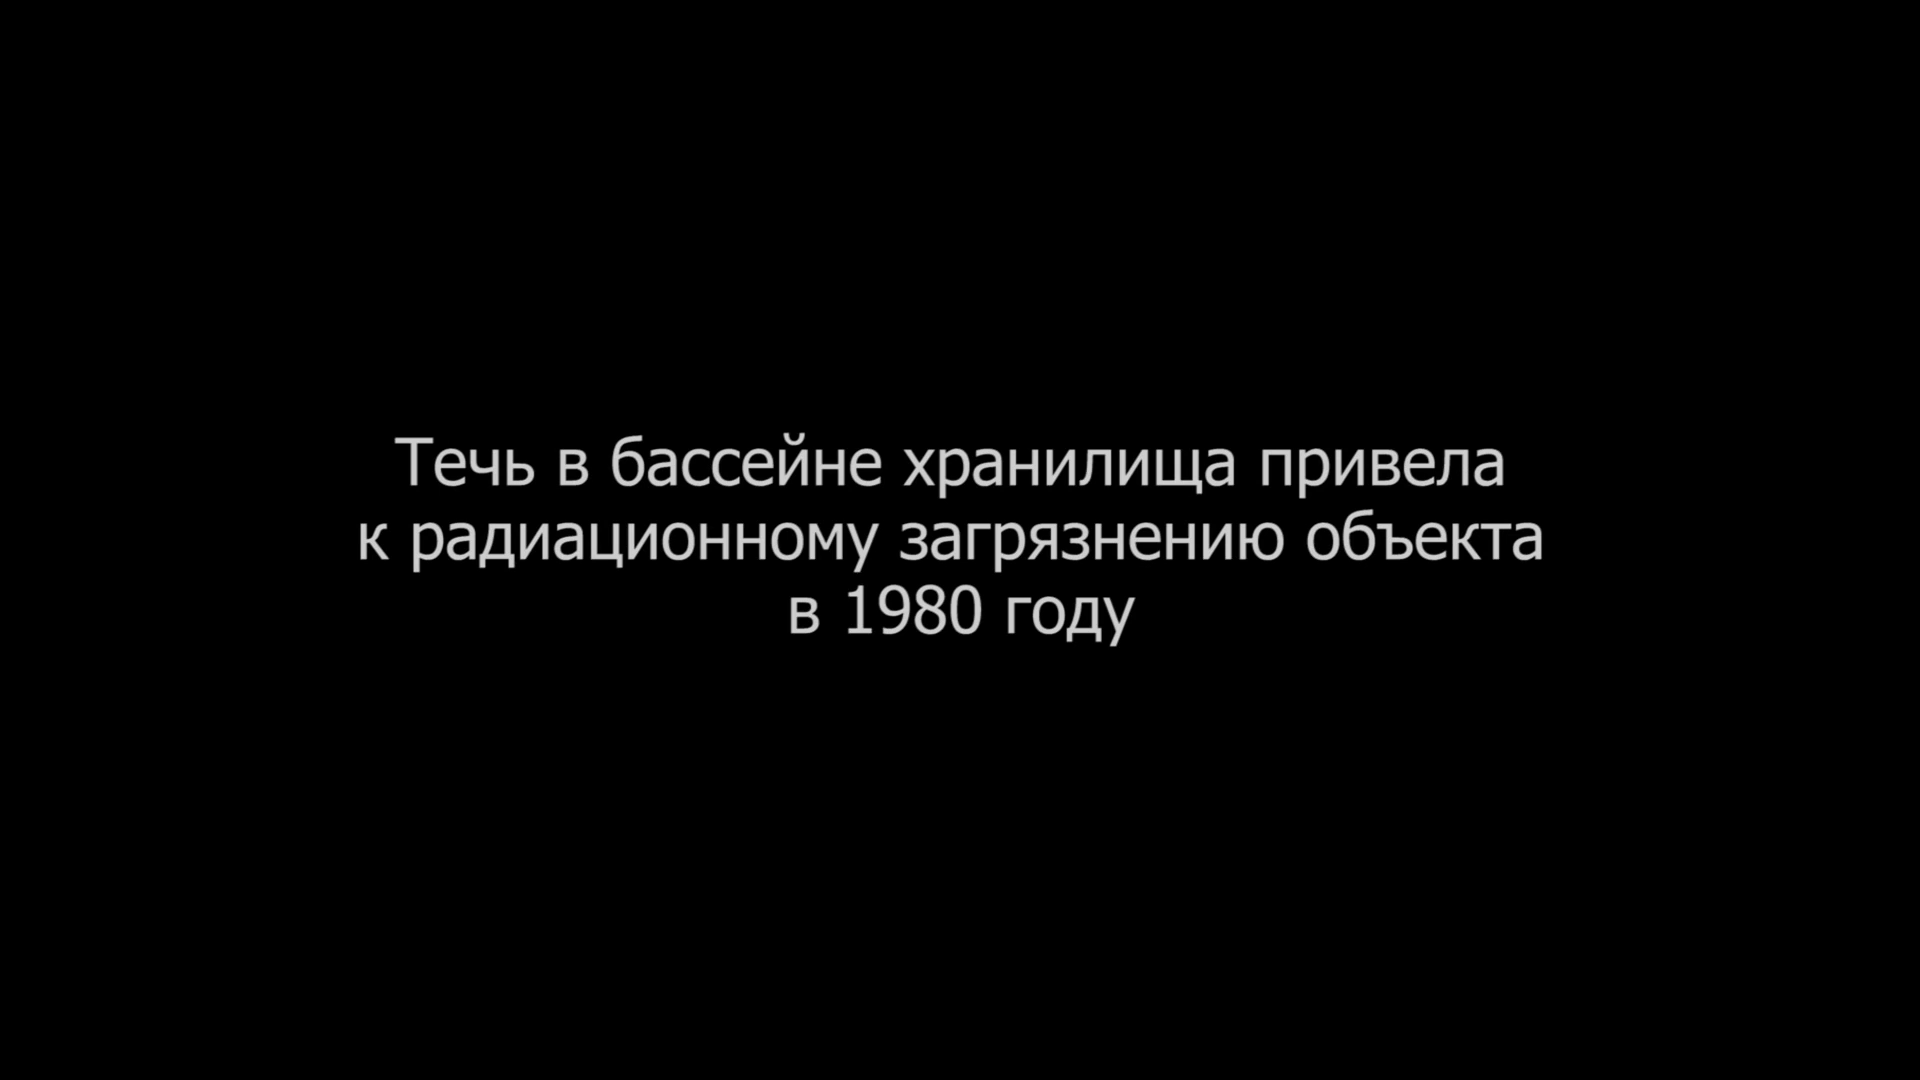 Течь в бассейне хранилища привела
к радиационному загрязнению объекта
в 1980 году